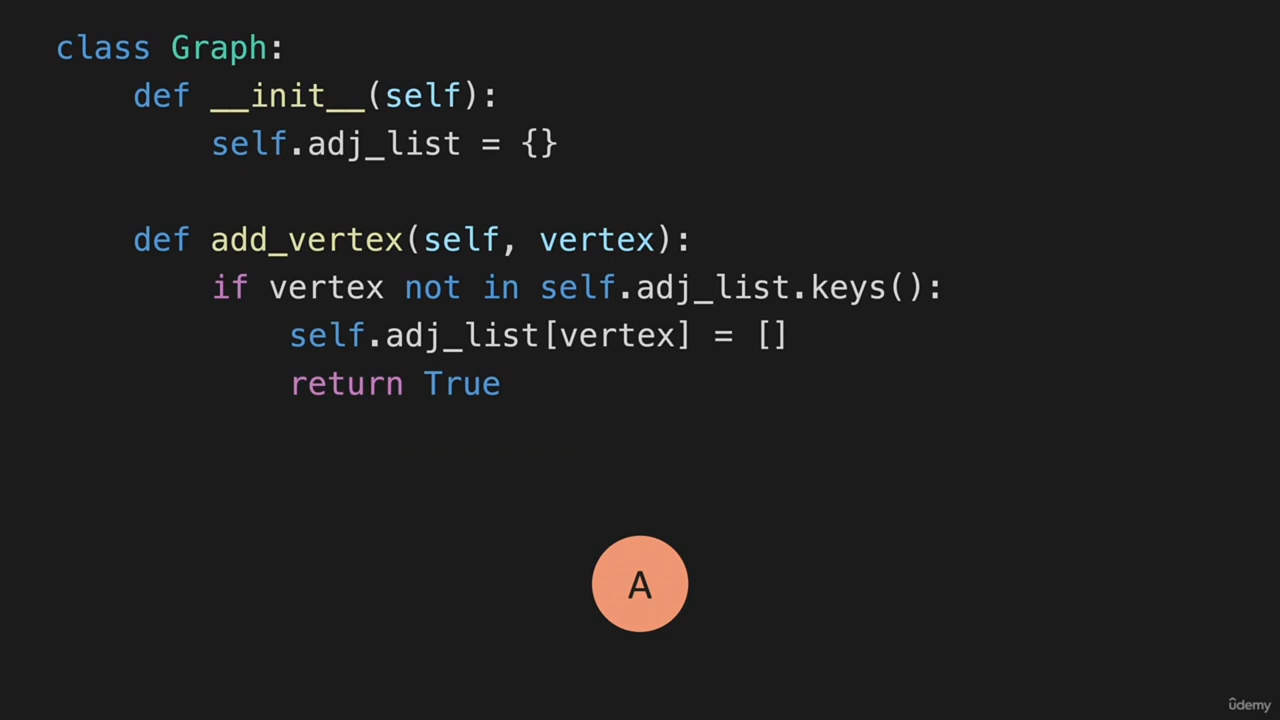 class Graph:
    def __init__(self):
        self.adj_list = {}
    def add_vertex(self, vertex):
        if vertex not in self.adj_list.keys():
            self.adj_list[vertex] = []
            return True
A
ûdemy